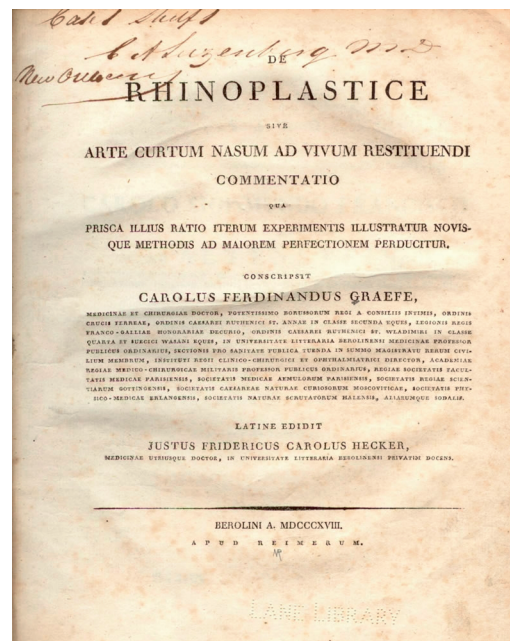 Case 1 Shelf 1
C A Luzenberg M D
New Orleans
DE
RHINOPLASTICE
SIVE
ARTE CURTUM NASUM AD VIVUM RESTITUENDI
COMMENTATIO
QUA
PRISCA ILLIUS RATIO ITERUM EXPERIMENTIS ILLUSTRATUR NOVIS-
QUE METHODIS AD MAIOREM PERFECTIONEM PERDUCITUR.
CONSCRIPSIT
CAROLUS FERDINANDUS GRAEFE,
MEDICINAE ET CHIRURGIAE DOCTOR, POTENTISSIMO BORUSSORUM REGI A CONSILIIS INTIMIS, ORDINIS
CRUCIS FERREAE, ORDINIS CAESAREI RUTHENICI ST. ANNAE IN CLASSE SECUNDA EQUES, LEGIONIS REGIS
FRANCO-GALLIAE HONORARIAE DECURIO, ORDINIS CAESAREI RUTHENICI ST. WLADIMIRI IN CLASSE
QUARTA ET SUECICI WASANI EQUES, IN UNIVERSITATE LITTERARIA BEROLINENSI MEDICINAE PROFESSOR
PUBLICUS ORDINARIUS, SECTIONIS PRO SANITATE PUBLICA TUENDA IN SUMMO MAGISTRATU RERUM CIVI-
LIUM MEMBRUM, INSTITUTI REGII CLINICO-CHIRURGICI ET OPHTHALMIATRICI DIRECTOR, ACADEMIAE
REGIAE MEDICO-CHIRURGICAE MILITARIS PROFESSOR PUBLICUS ORDINARIUS, REGIAE SOCIETATIS FACUL-
TATIS MEDICAE PARISIENSIS, SOCIETATIS MEDICAE AEMULORUM PARISIENSIS, SOCIETATIS REGIAE SCIEN-
TIARUM GOTTINGENSIS, SOCIETATIS CAESAREAE NATURAE CURIOSORUM MOSCOVITICAE, SOCIETATIS PHY-
SICO-MEDICAE ERLANGENSIS, SOCIETATIS NATURAE SCRUTATORUM HALENSIS, ALIARUMQUE SODALIS.
LATINE EDIDIT
JUSTUS FRIDERICUS CAROLUS HECKER,
MEDICINAE UTRIUSQUE DOCTOR, IN UNIVERSITATE LITTERARIA BEROLINENSI PRIVATIM DOCENS.
BEROLINI A. MDCCCXVIII.
APUD REIMERUM.
LANE LIBRARY